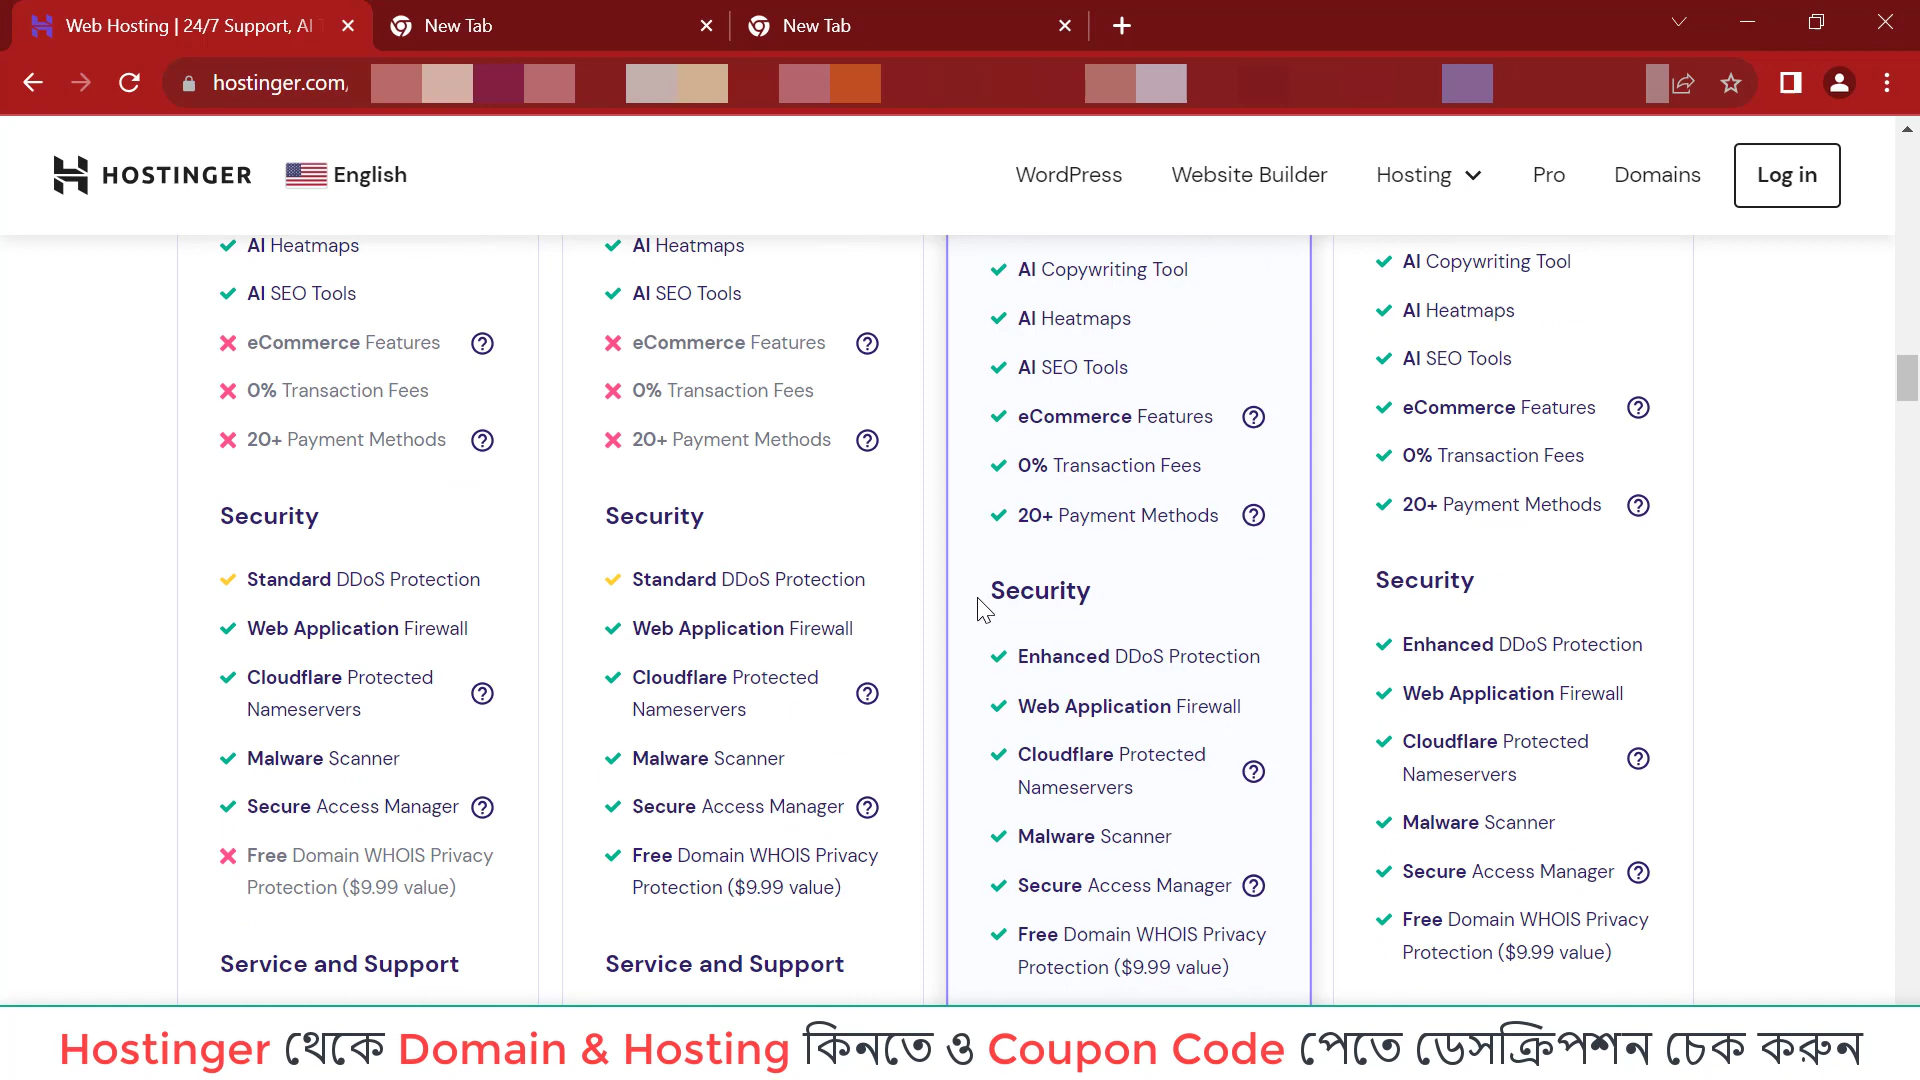 Web Hosting | 24/7 Support, AI
New Tab
New Tab
hostinger.com,
HOSTINGER
English
WordPress
Website Builder
Hosting
Pro
Domains
Log in
AI Heatmaps
AI SEO Tools
eCommerce Features
0% Transaction Fees
20+ Payment Methods
Security
Standard DDoS Protection
Web Application Firewall
Cloudflare Protected
Nameservers
Malware Scanner
Secure Access Manager
Free Domain WHOIS Privacy
Protection ($9.99 value)
Service and Support
AI Heatmaps
AI SEO Tools
eCommerce Features
0% Transaction Fees
20+ Payment Methods
Security
Standard DDoS Protection
Web Application Firewall
Cloudflare Protected
Nameservers
Malware Scanner
Secure Access Manager
Free Domain WHOIS Privacy
Protection ($9.99 value)
Service and Support
AI Copywriting Tool
AI Heatmaps
AI SEO Tools
eCommerce Features
0% Transaction Fees
20+ Payment Methods
Security
Enhanced DDoS Protection
Web Application Firewall
Cloudflare Protected
Nameservers
Malware Scanner
Secure Access Manager
Free Domain WHOIS Privacy
Protection ($9.99 value)
AI Copywriting Tool
AI Heatmaps
AI SEO Tools
eCommerce Features
0% Transaction Fees
20+ Payment Methods
Security
Enhanced DDoS Protection
Web Application Firewall
Cloudflare Protected
Nameservers
Malware Scanner
Secure Access Manager
Free Domain WHOIS Privacy
Protection ($9.99 value)
Hostinger থেকে Domain & Hosting কিনতে ও Coupon Code পেতে ডেসক্রিপশন চেক করুন